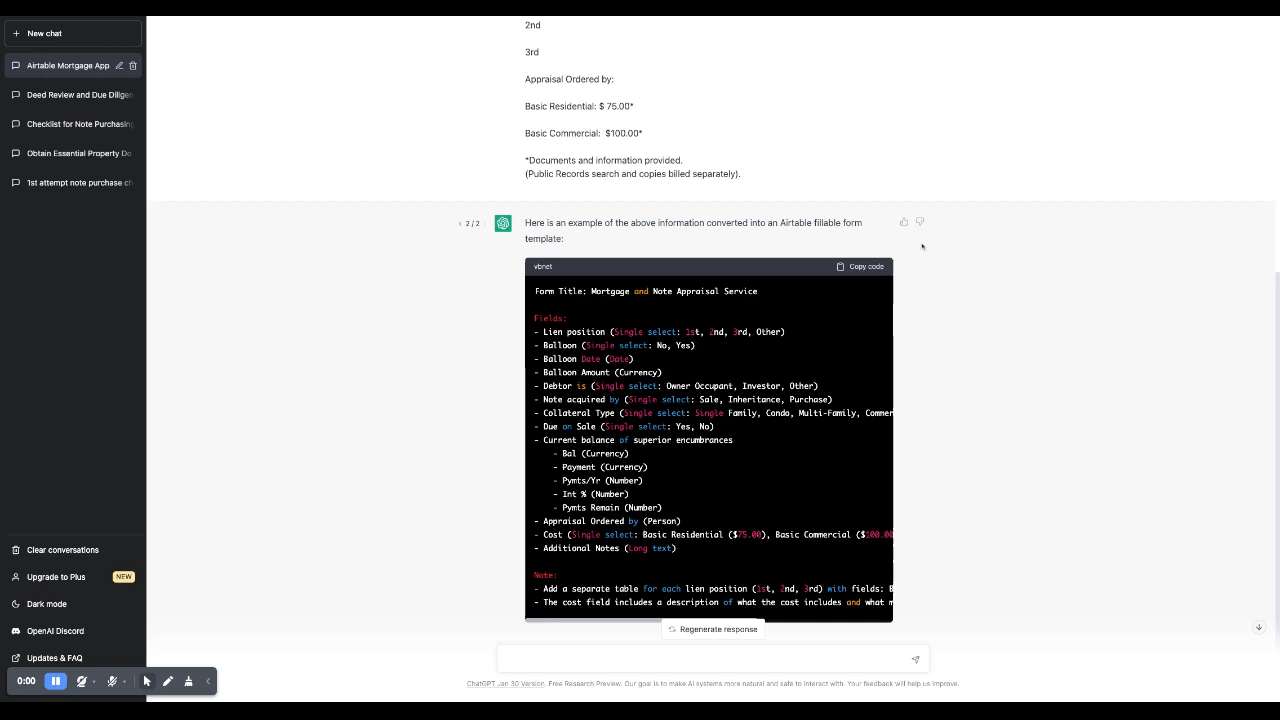 New chat
Airtable Mortgage App
Deed Review and Due Diligen
Checklist for Note Purchasing
Obtain Essential Property Do
1st attempt note purchase ch
Clear conversations
Upgrade to Plus NEW
Dark mode
OpenAI Discord
Updates & FAQ
0:00
2nd
3rd
Appraisal Ordered by:
Basic Residential: $ 75.00*
Basic Commercial:  $100.00*
*Documents and information provided.
(Public Records search and copies billed separately).
2 / 2
Here is an example of the above information converted into an Airtable fillable form
template:
vbnet Copy code
Form Title: Mortgage and Note Appraisal Service
Fields:
- Lien position (Single select: 1st, 2nd, 3rd, Other)
- Balloon (Single select: No, Yes)
- Balloon Date (Date)
- Balloon Amount (Currency)
- Debtor is (Single select: Owner Occupant, Investor, Other)
- Note acquired by (Single select: Sale, Inheritance, Purchase)
- Collateral Type (Single select: Single Family, Condo, Multi-Family, Commer
- Due on Sale (Single select: Yes, No)
- Current balance of superior encumbrances
- Bal (Currency)
- Payment (Currency)
- Pymts/Yr (Number)
- Int % (Number)
- Pymts Remain (Number)
- Appraisal Ordered by (Person)
- Cost (Single select: Basic Residential ($75.00), Basic Commercial ($100.00
- Additional Notes (Long text)
Note:
- Add a separate table for each lien position (1st, 2nd, 3rd) with fields: B
- The cost field includes a description of what the cost includes and what m
Regenerate response
ChatGPT Jan 30 Version. Free Research Preview. Our goal is to make AI systems more natural and safe to interact with. Your feedback will help us improve.